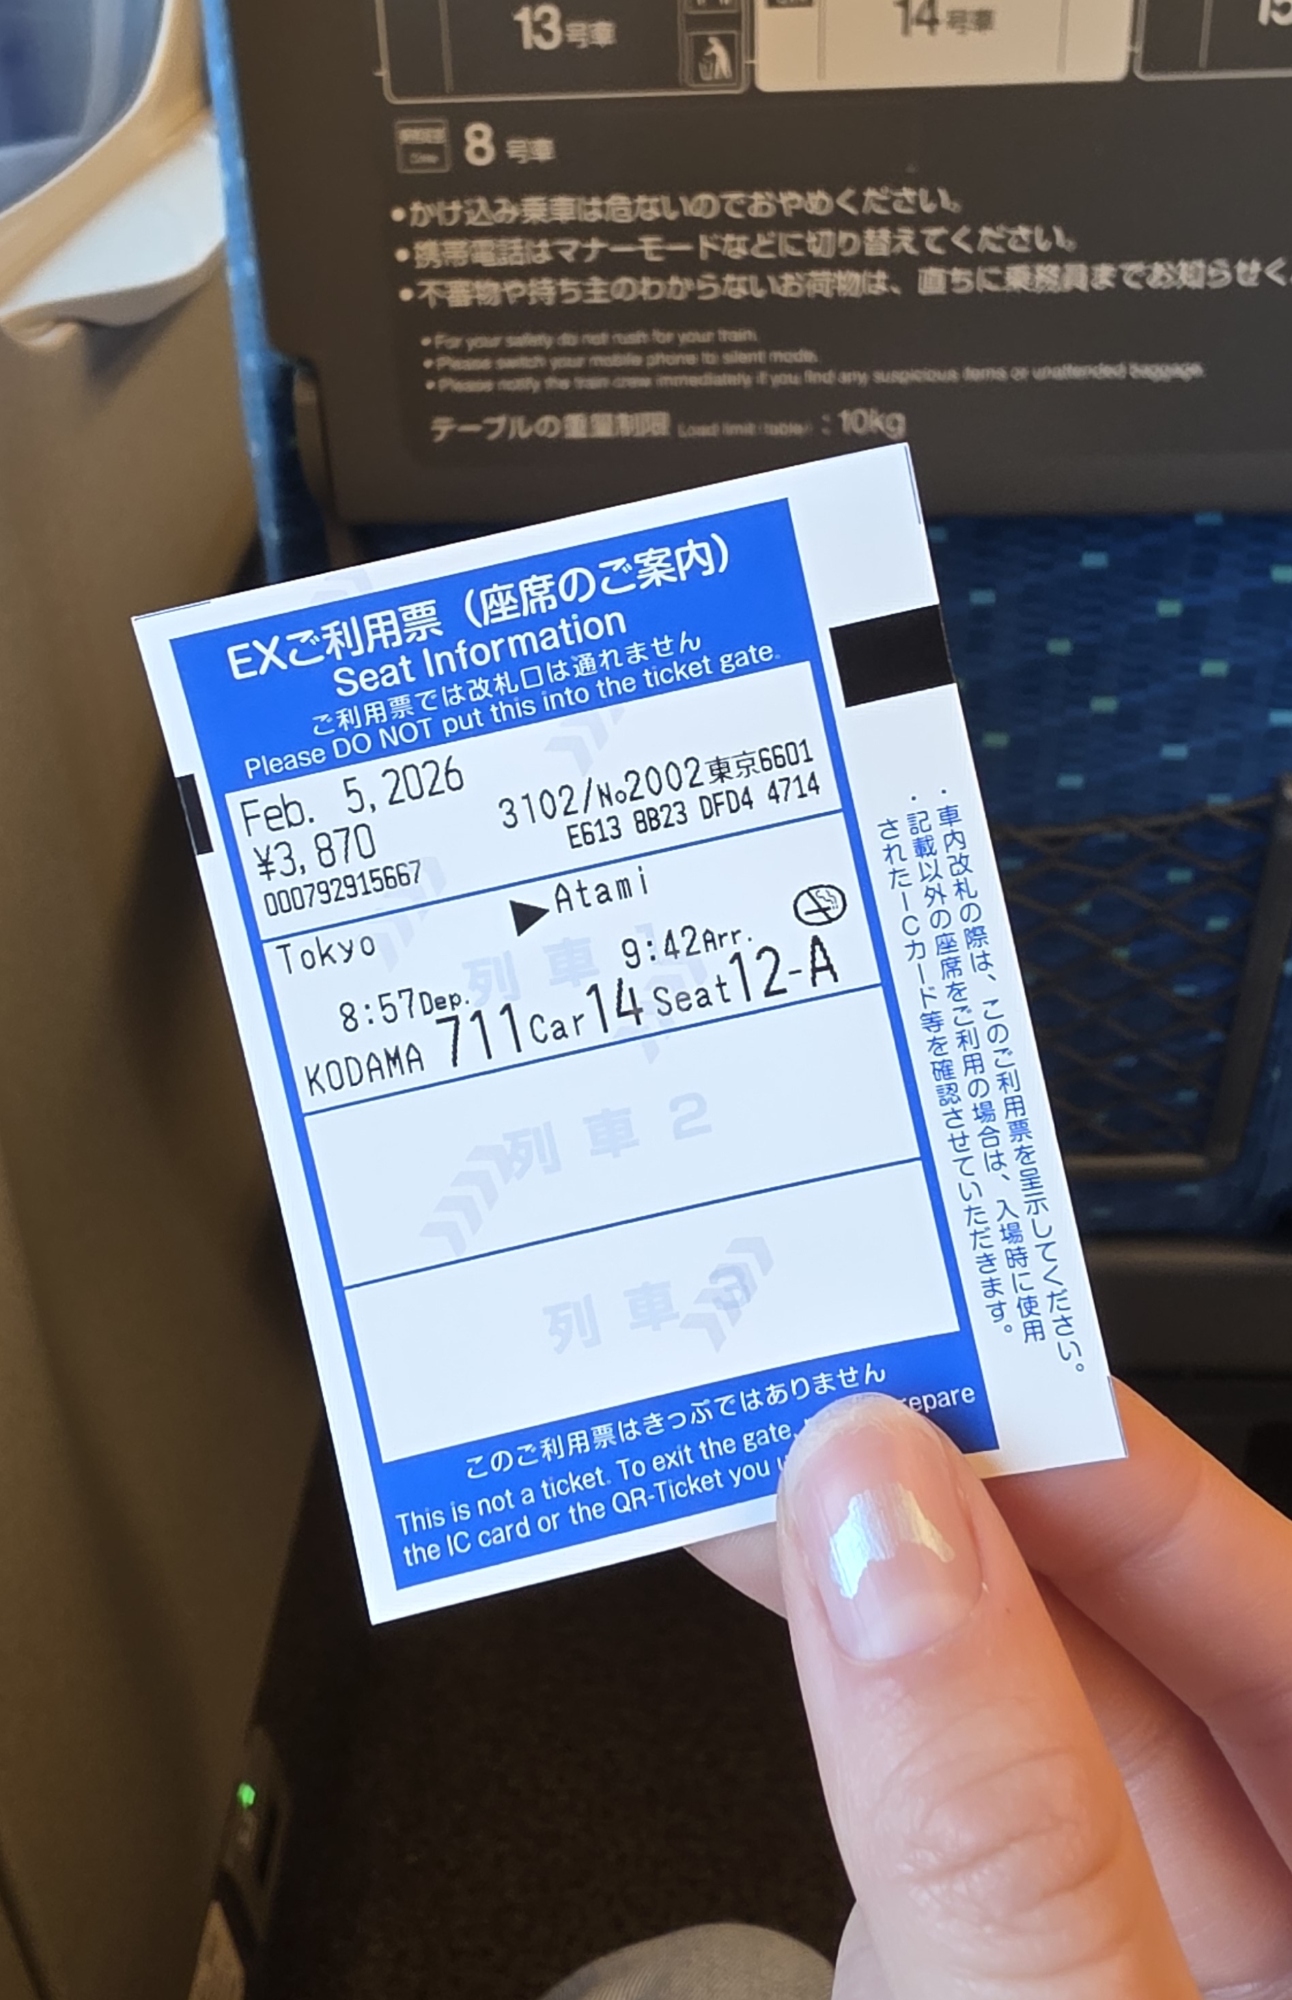 13号車
14号車
15
8 号車
•かけ込み乗車は危ないのでおやめください。
•携帯電話はマナーモードなどに切り替えてください。
•不審物や持ち主のわからないお荷物は、直ちに乗務員までお知らせく
•For your safety do not rush for your train.
•Please switch your mobile phone to silent mode.
•Please notify the train crew immediately if you find any suspicious items or unattended baggage.
テーブルの重量制限 Load limit (table) : 10kg
EXご利用票（座席のご案内）
Seat Information
ご利用票では改札口は通れません
Please DO NOT put this into the ticket gate.
Feb. 5,2026
¥3,870
000792915667
3102/No2002東京6601
E613 8B23 DFD4 4714
Tokyo ▶Atami
8:57Dep. 9:42Arr.
KODAMA 711 Car 14 Seat 12-A
列車1
列車2
列車3
このご利用票はきっぷではありません
This is not a ticket. To exit the gate, repare
the IC card or the QR-Ticket you u
・車内改札の際は、このご利用票を呈示してください。
・記載以外の座席をご利用の場合は、入場時に使用
されたICカード等を確認させていただきます。